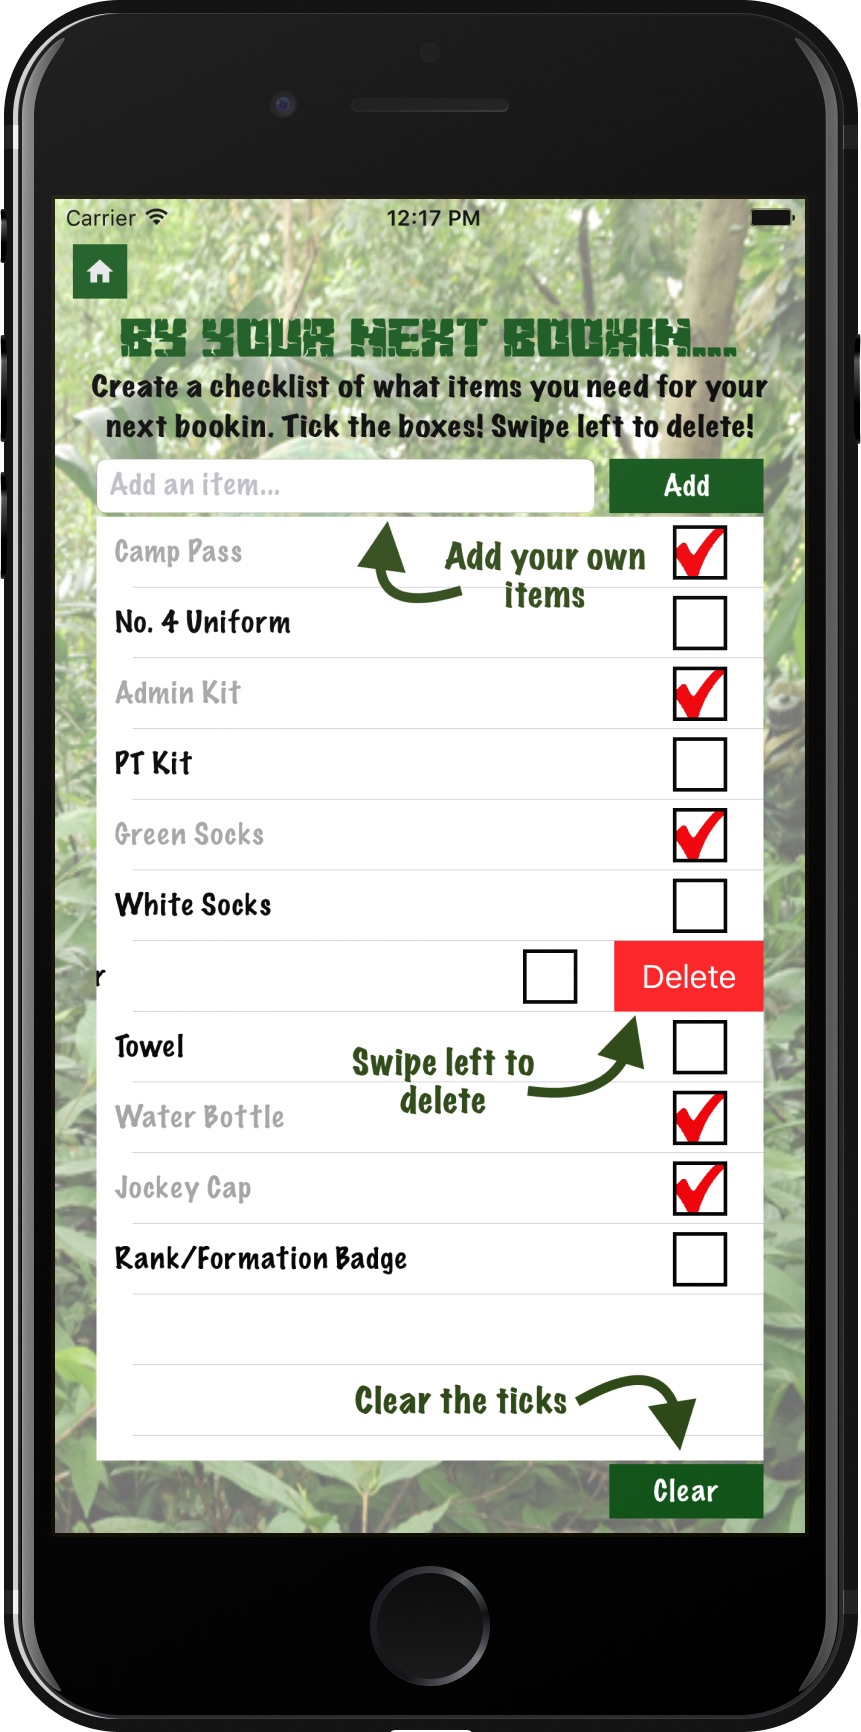 Carrier 12:17 PM
BY YOUR NEXT BOOKIN...
Create a checklist of what items you need for your
next bookin. Tick the boxes! Swipe left to delete!
Add an item... Add
Camp Pass
Add your own
items
No. 4 Uniform
Admin Kit
PT Kit
Green Socks
White Socks
r Delete
Towel
Swipe left to
delete
Water Bottle
Jockey Cap
Rank/Formation Badge
Clear the ticks
Clear